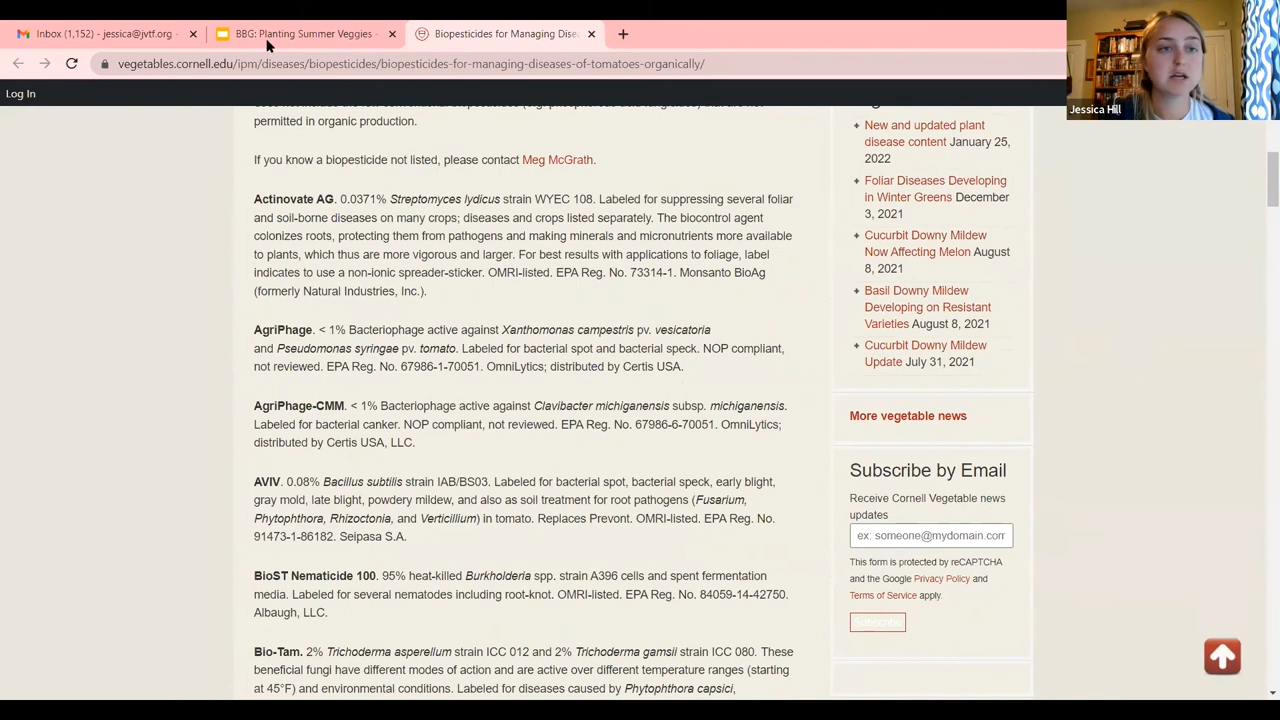 Inbox (1,152) - jessica@jvtf.org -
BBG: Planting Summer Veggies -
Biopesticides for Managing Dise
vegetables.cornell.edu/ipm/diseases/biopesticides/biopesticides-for-managing-diseases-of-tomatoes-organically/
Jessica Hill
Log In
permitted in organic production.
If you know a biopesticide not listed, please contact Meg McGrath.
Actinovate AG. 0.0371% Streptomyces lydicus strain WYEC 108. Labeled for suppressing several foliar
and soil-borne diseases on many crops; diseases and crops listed separately. The biocontrol agent
colonizes roots, protecting them from pathogens and making minerals and micronutrients more available
to plants, which thus are more vigorous and larger. For best results with applications to foliage, label
indicates to use a non-ionic spreader-sticker. OMRI-listed. EPA Reg. No. 73314-1. Monsanto BioAg
(formerly Natural Industries, Inc.).
AgriPhage. < 1% Bacteriophage active against Xanthomonas campestris pv. vesicatoria
and Pseudomonas syringae pv. tomato. Labeled for bacterial spot and bacterial speck. NOP compliant,
not reviewed. EPA Reg. No. 67986-1-70051. OmniLytics; distributed by Certis USA.
AgriPhage-CMM. < 1% Bacteriophage active against Clavibacter michiganensis subsp. michiganensis.
Labeled for bacterial canker. NOP compliant, not reviewed. EPA Reg. No. 67986-6-70051. OmniLytics;
distributed by Certis USA, LLC.
AVIV. 0.08% Bacillus subtilis strain IAB/BS03. Labeled for bacterial spot, bacterial speck, early blight,
gray mold, late blight, powdery mildew, and also as soil treatment for root pathogens (Fusarium,
Phytophthora, Rhizoctonia, and Verticillium) in tomato. Replaces Prevont. OMRI-listed. EPA Reg. No.
91473-1-86182. Seipasa S.A.
BioST Nematicide 100. 95% heat-killed Burkholderia spp. strain A396 cells and spent fermentation
media. Labeled for several nematodes including root-knot. OMRI-listed. EPA Reg. No. 84059-14-42750.
Albaugh, LLC.
Bio-Tam. 2% Trichoderma asperellum strain ICC 012 and 2% Trichoderma gamsii strain ICC 080. These
beneficial fungi have different modes of action and are active over different temperature ranges (starting
at 45°F) and environmental conditions. Labeled for diseases caused by Phytophthora capsici,
New and updated plant
disease content January 25,
2022
Foliar Diseases Developing
in Winter Greens December
3, 2021
Cucurbit Downy Mildew
Now Affecting Melon August
8, 2021
Basil Downy Mildew
Developing on Resistant
Varieties August 8, 2021
Cucurbit Downy Mildew
Update July 31, 2021
More vegetable news
Subscribe by Email
Receive Cornell Vegetable news
updates
ex: someone@mydomain.com
This form is protected by reCAPTCHA
and the Google Privacy Policy and
Terms of Service apply.
Subscribe